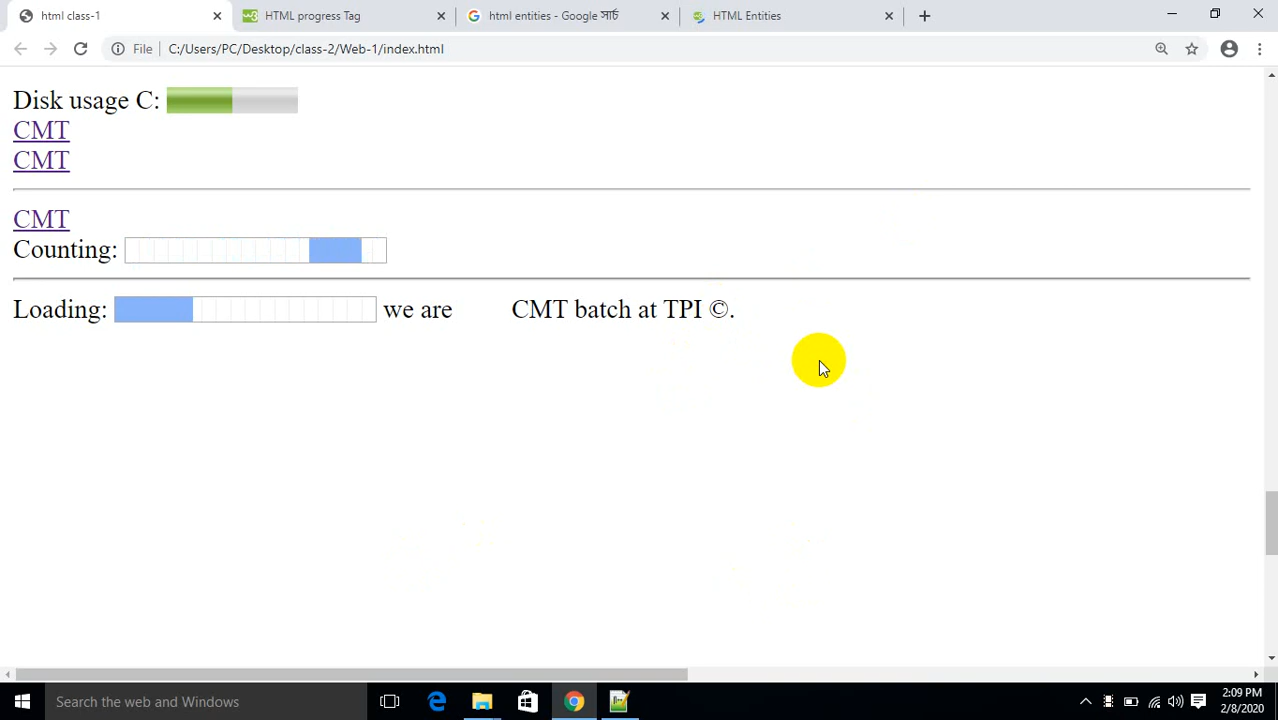 html class-1
HTML progress Tag
html entities - Google সার্চ
HTML Entities
File
C:/Users/PC/Desktop/class-2/Web-1/index.html
Disk usage C:
CMT
CMT
CMT
Counting:
Loading: we are CMT batch at TPI ©.
Search the web and Windows
2:09 PM
2/8/2020